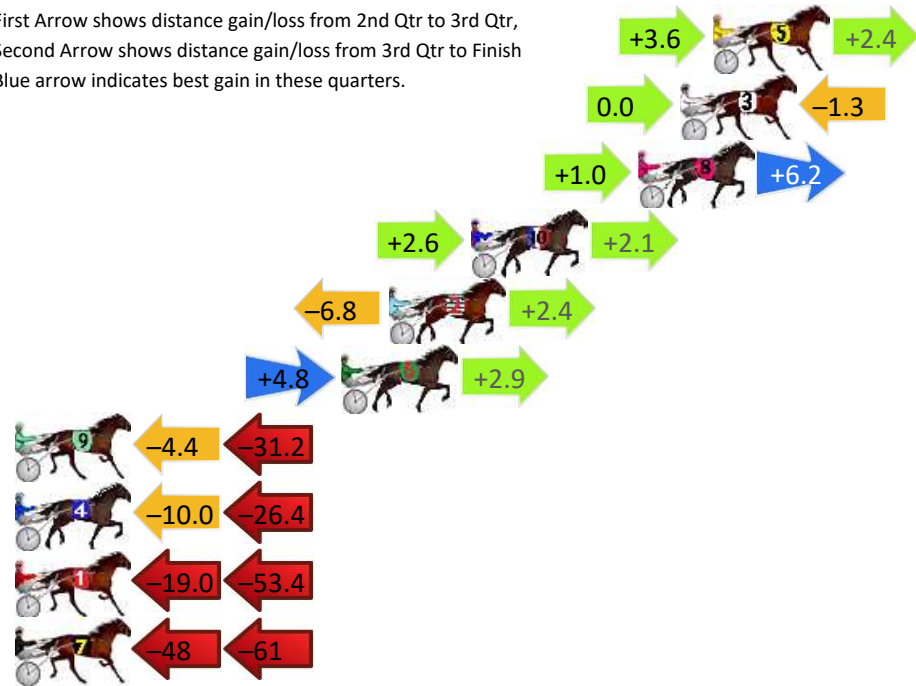 First Arrow shows distance gain/loss from 2nd Qtr to 3rd Qtr,
Second Arrow shows distance gain/loss from 3rd Qtr to Finish
Blue arrow indicates best gain in these quarters.
+3.6 5 +2.4
0.0 3 –1.3
+1.0 8 +6.2
+2.6 10 +2.1
–6.8 2 +2.4
+4.8 6 +2.9
9 –4.4 –31.2
4 –10.0 –26.4
1 –19.0 –53.4
7 –48 –61